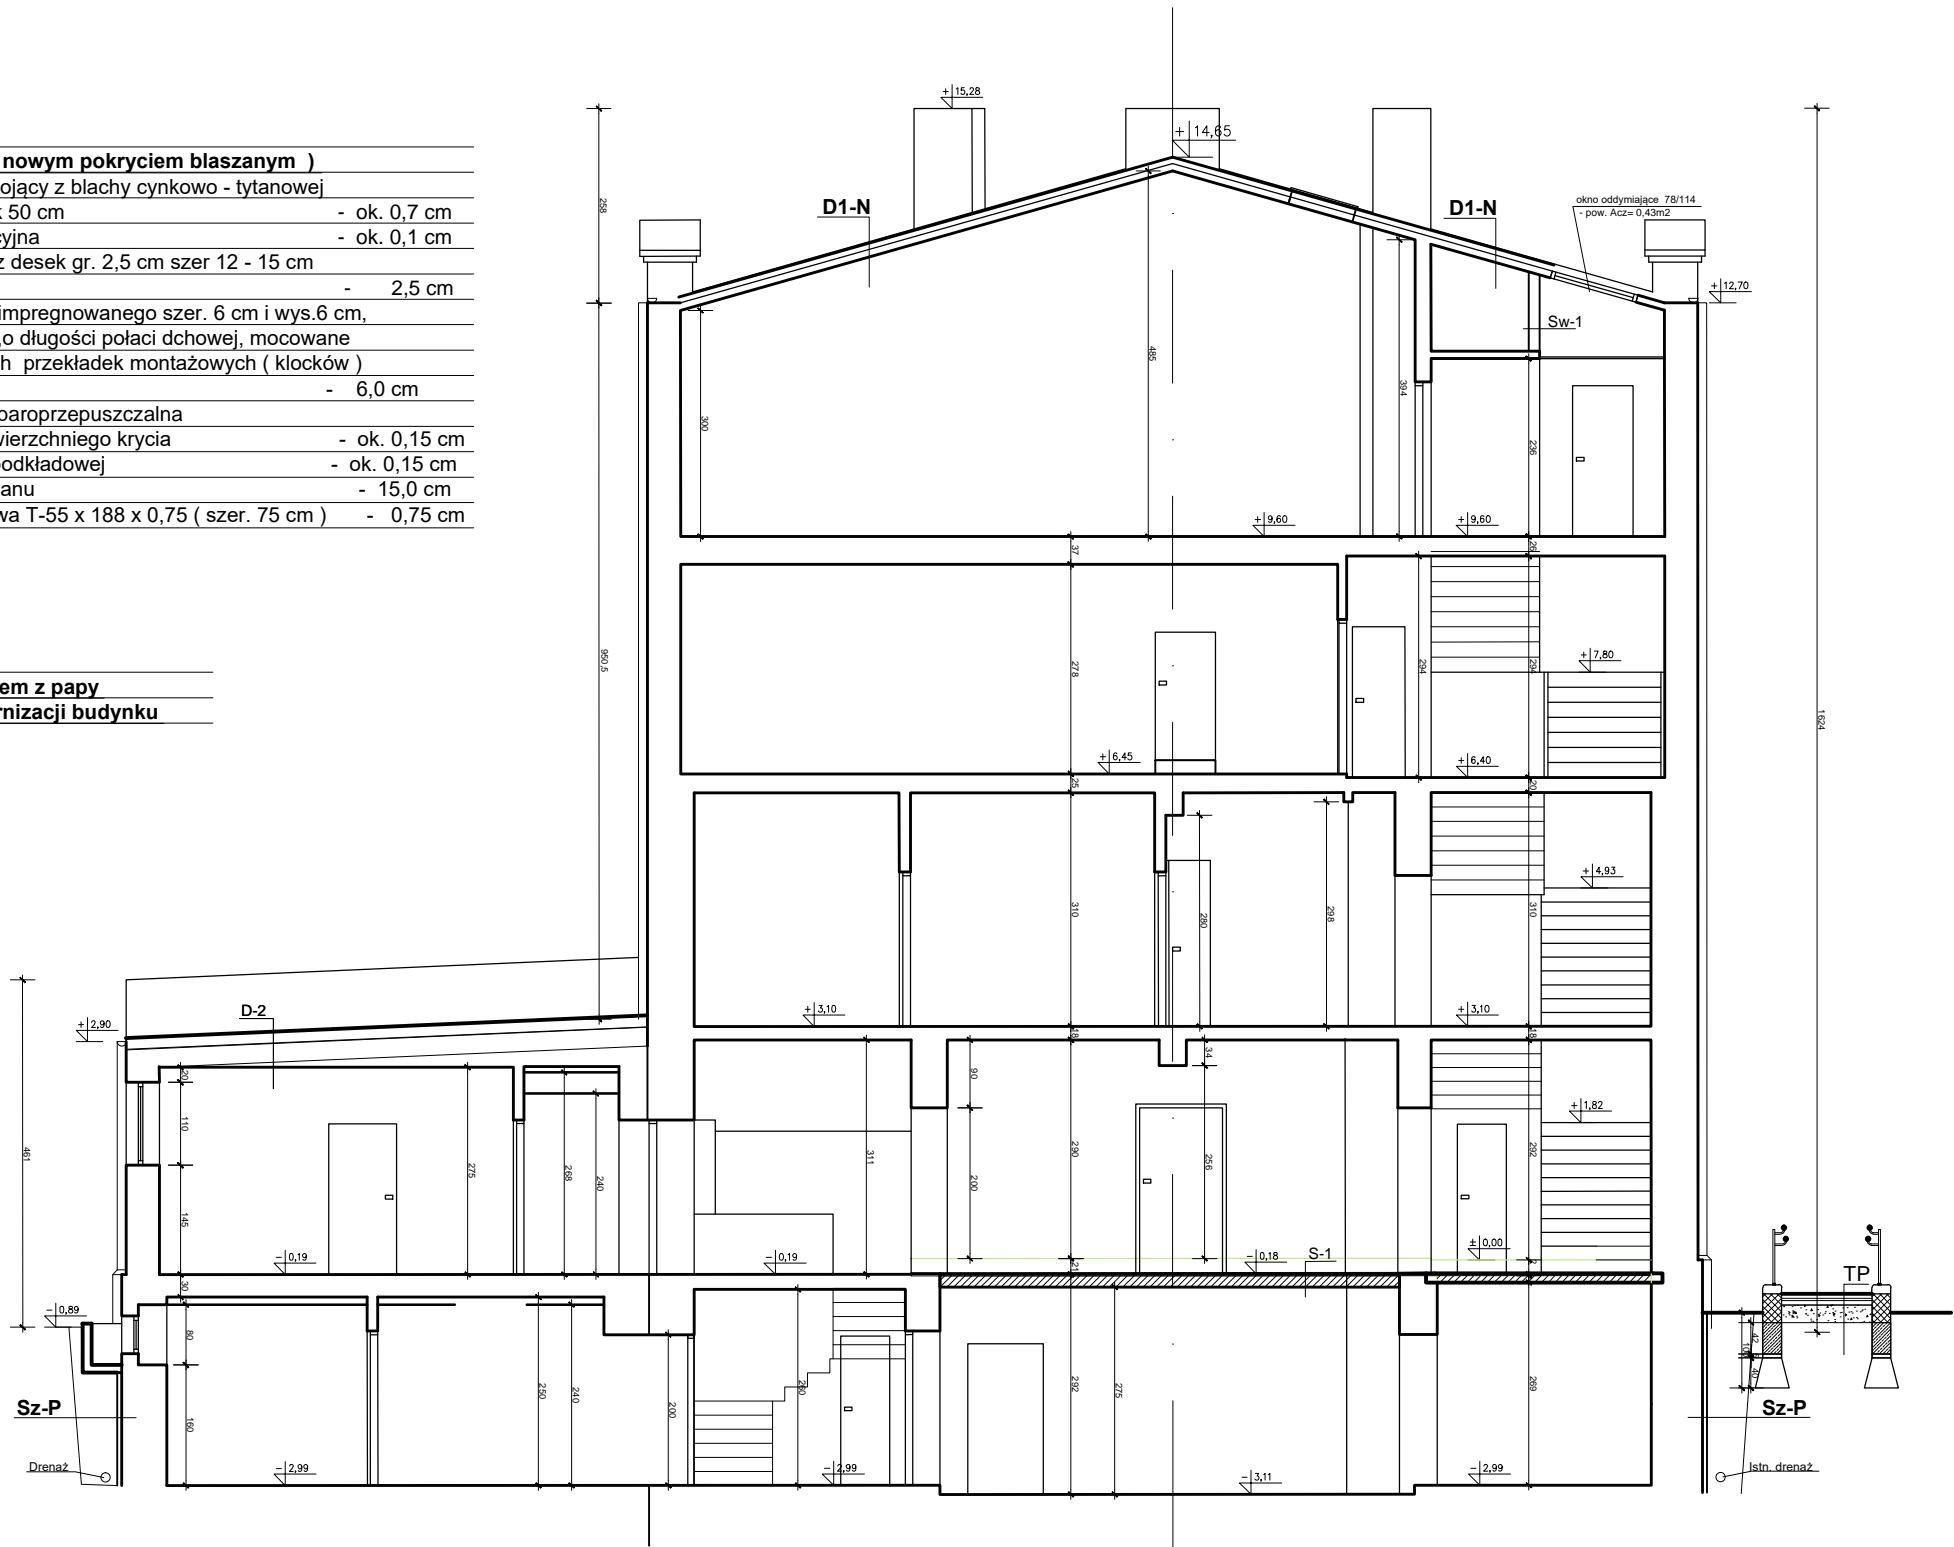 nowym pokryciem blaszanym )
ojący z blachy cynkowo - tytanowej
k 50 cm - ok. 0,7 cm
cyjna - ok. 0,1 cm
z desek gr. 2,5 cm szer 12 - 15 cm
- 2,5 cm
impregnowanego szer. 6 cm i wys.6 cm,
,o długości połaci dchowej, mocowane
h przekładek montażowych ( klocków )
- 6,0 cm
paroprzepuszczalna
wierzchniego krycia - ok. 0,15 cm
podkładowej - ok. 0,15 cm
anu - 15,0 cm
wa T-55 x 188 x 0,75 ( szer. 75 cm ) - 0,75 cm
em z papy
rnizacji budynku
+ 15,28
+ 14,65
258
D1-N
D1-N
okno oddymiające 78/114
- pow. Acz= 0,43m2
+ 12,70
Sw-1
485
394
300
236
+ 9,60
+ 9,60
37
26
950,5
278
294
294
+ 7,80
1624
+ 6,45
+ 6,40
25
20
+ 4,93
310
280
298
310
+ 3,10
+ 3,10
D-2
+ 2,90
18
18
34
20
90
110
+ 1,82
461
275
268
240
311
290
256
292
200
145
- 0,19
- 0,19
- 0,18
S-1
± 0,00
TP
30
21
- 0,89
80
42
40
250
240
200
260
292
275
269
160
Sz-P
Sz-P
Drenaż
- 2,99
- 2,99
- 3,11
- 2,99
Istn. drenaż